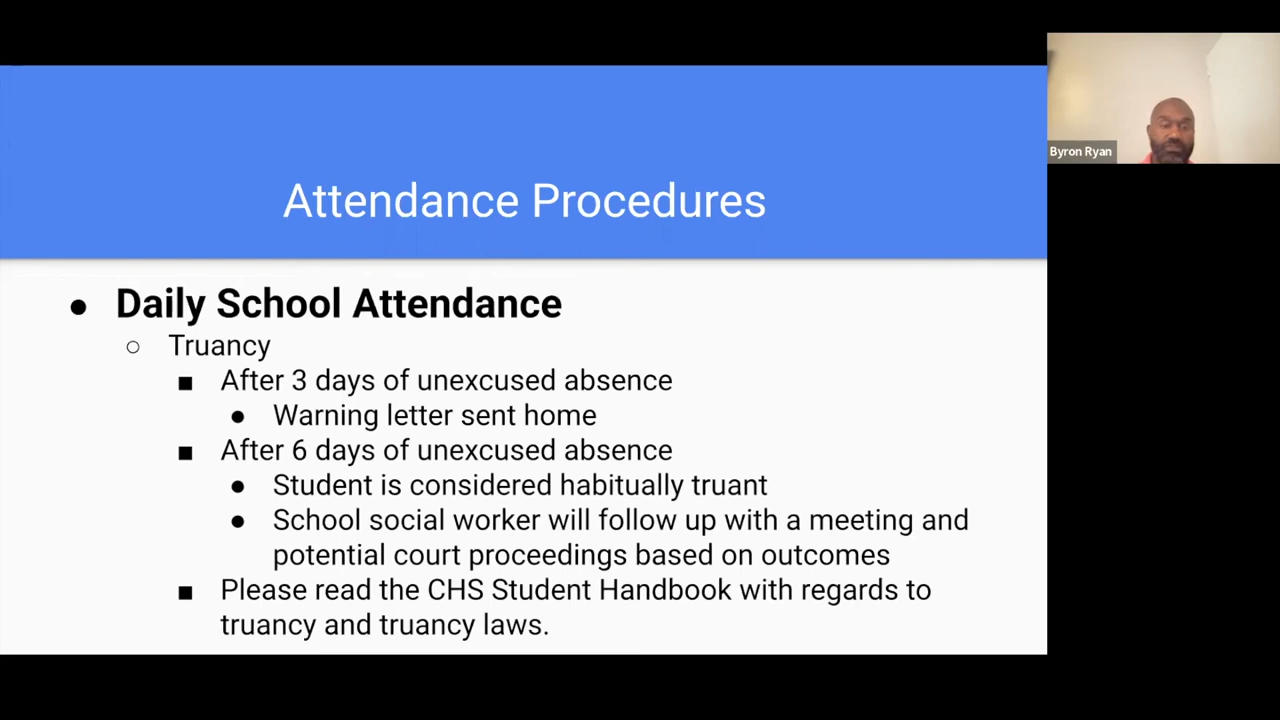 Attendance Procedures
Byron Ryan
● Daily School Attendance
○ Truancy
■ After 3 days of unexcused absence
● Warning letter sent home
■ After 6 days of unexcused absence
● Student is considered habitually truant
● School social worker will follow up with a meeting and
potential court proceedings based on outcomes
■ Please read the CHS Student Handbook with regards to
truancy and truancy laws.